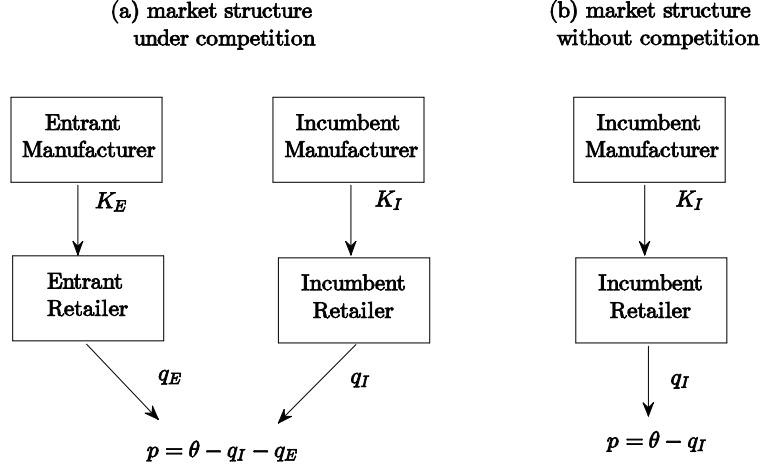 (a) market structure
under competition
Entrant
Manufacturer
K_E
Entrant
Retailer
q_E
Incumbent
Manufacturer
K_I
Incumbent
Retailer
q_I
p = θ − q_I − q_E
(b) market structure
without competition
Incumbent
Manufacturer
K_I
Incumbent
Retailer
q_I
p = θ − q_I